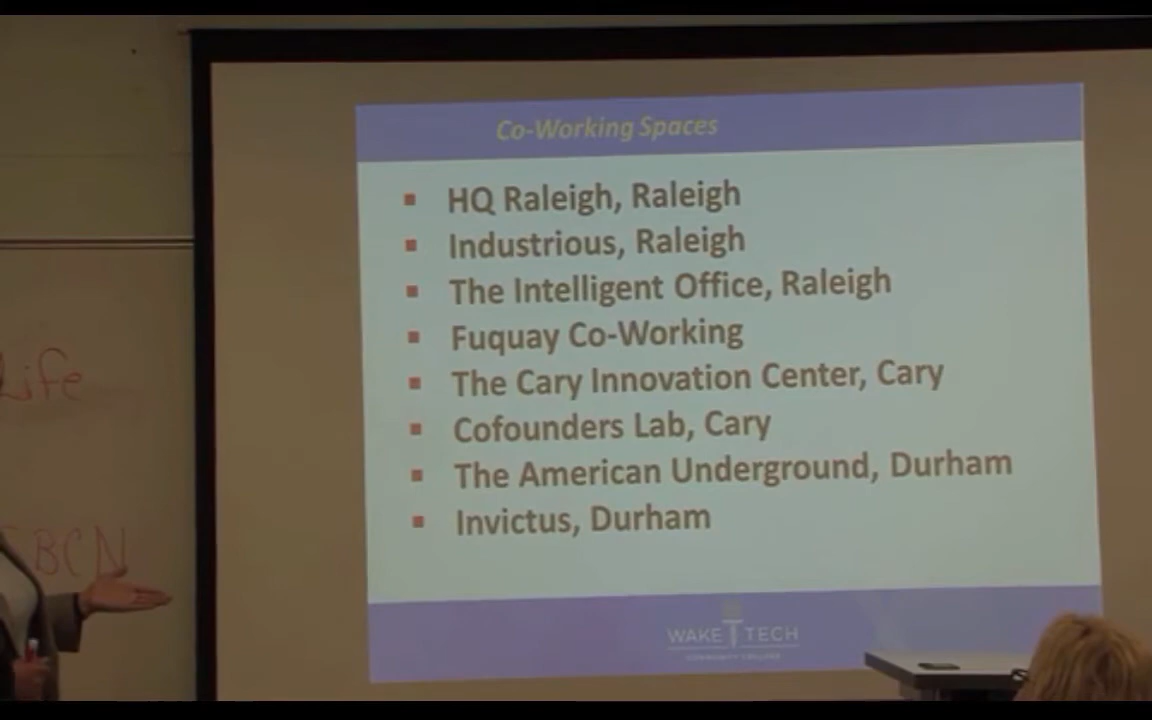 Co-Working Spaces
▪ HQ Raleigh, Raleigh
▪ Industrious, Raleigh
▪ The Intelligent Office, Raleigh
▪ Fuquay Co-Working
▪ The Cary Innovation Center, Cary
▪ Cofounders Lab, Cary
▪ The American Underground, Durham
▪ Invictus, Durham
WAKE TECH
COMMUNITY COLLEGE
Life
SBCN